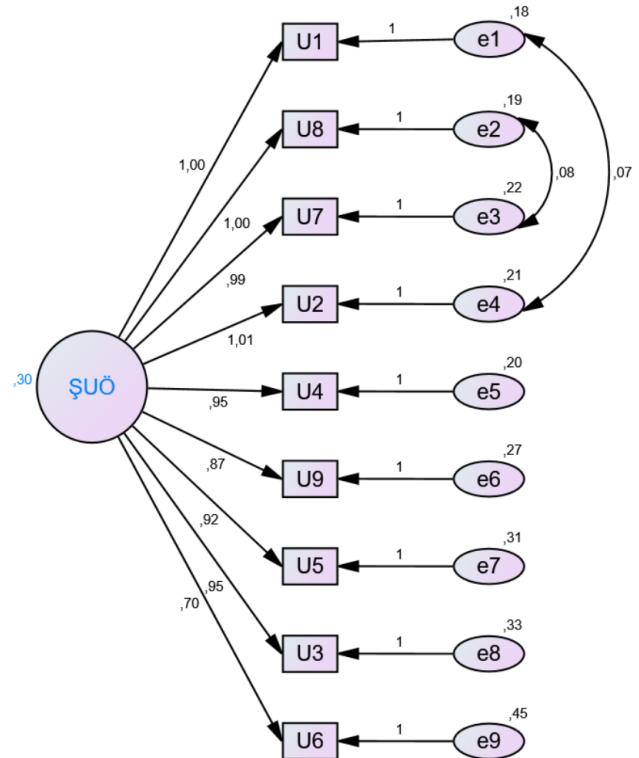 ,18
U1 1 e1
,19
U8 1 e2
1,00
,08
,07
,22
U7 1 e3
1,00
,99
,21
U2 1 e4
1,01
,30
ŞUÖ
,20
U4 1 e5
,95
,27
U9 1 e6
,87
,31
U5 1 e7
,92
,95
,70
,33
U3 1 e8
,45
U6 1 e9